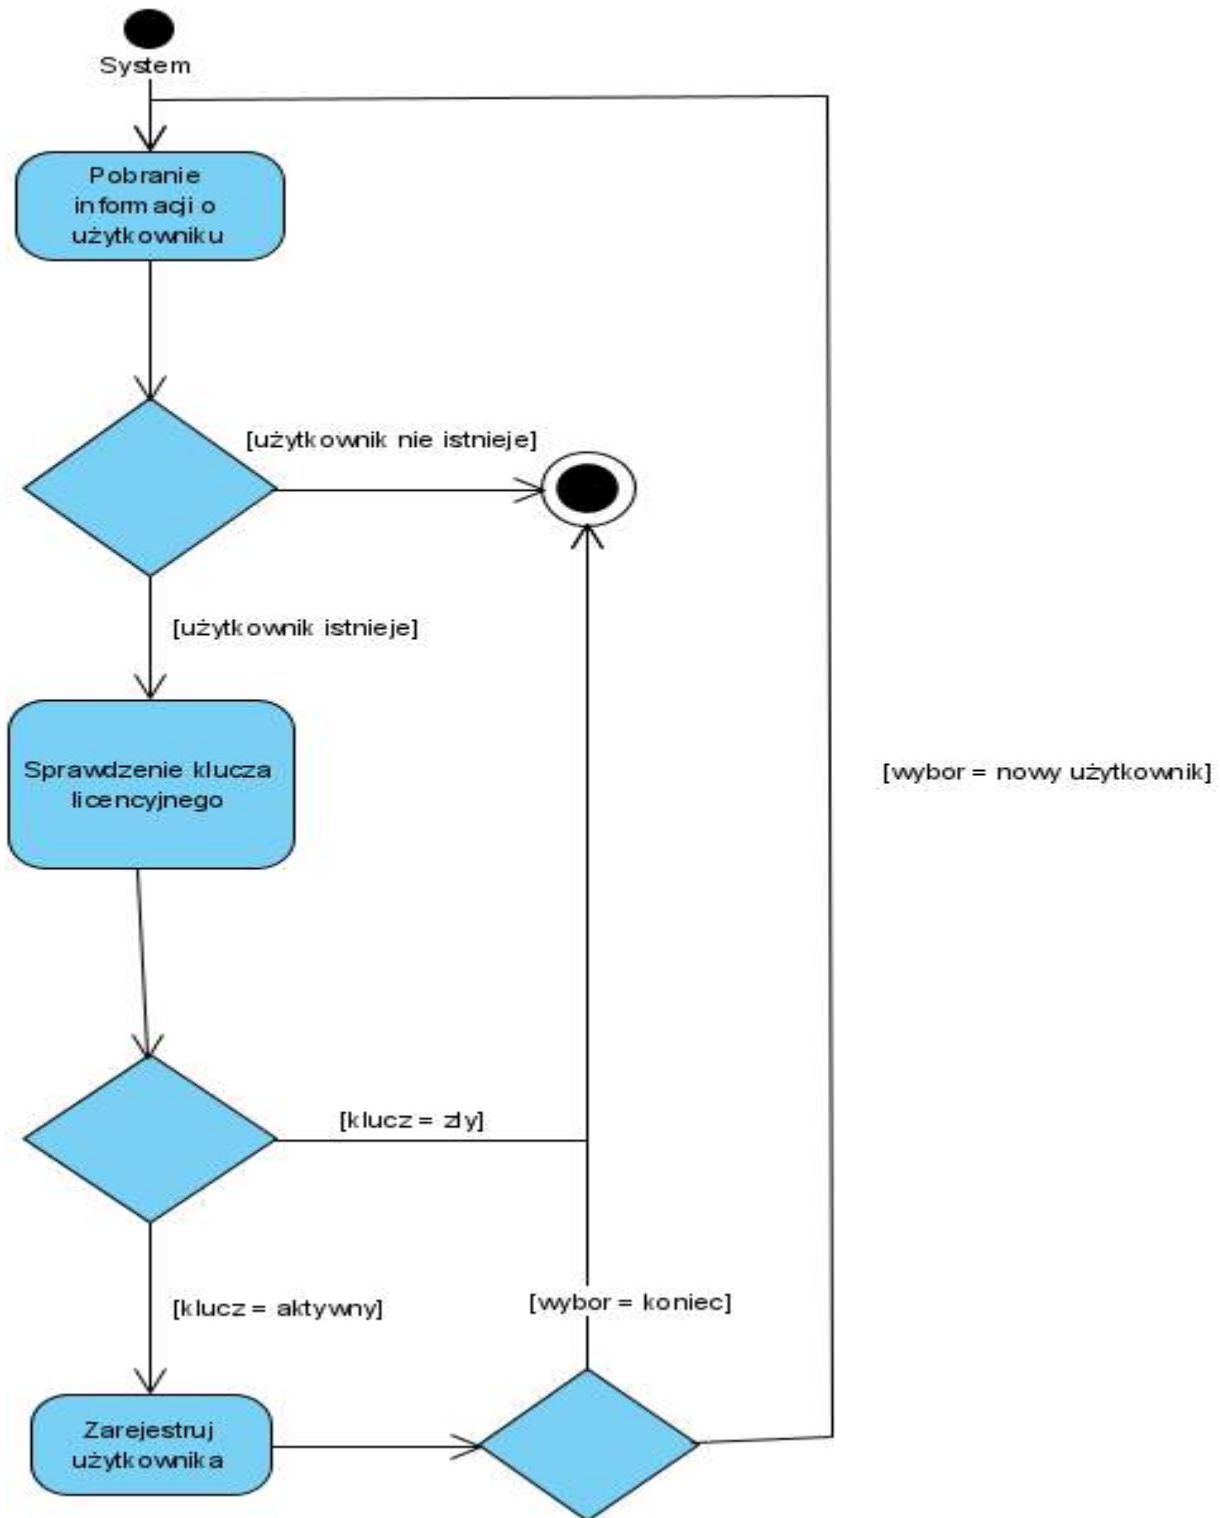 System
Pobranie
informacji o
użytkowniku
[użytkownik nie istnieje]
[użytkownik istnieje]
Sprawdzenie klucza
licencyjnego
[wybor = nowy użytkownik]
[klucz = zły]
[klucz = aktywny]
[wybor = koniec]
Zarejestruj
użytkownika